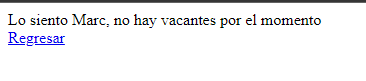 Lo siento Marc, no hay vacantes por el momento
Regresar